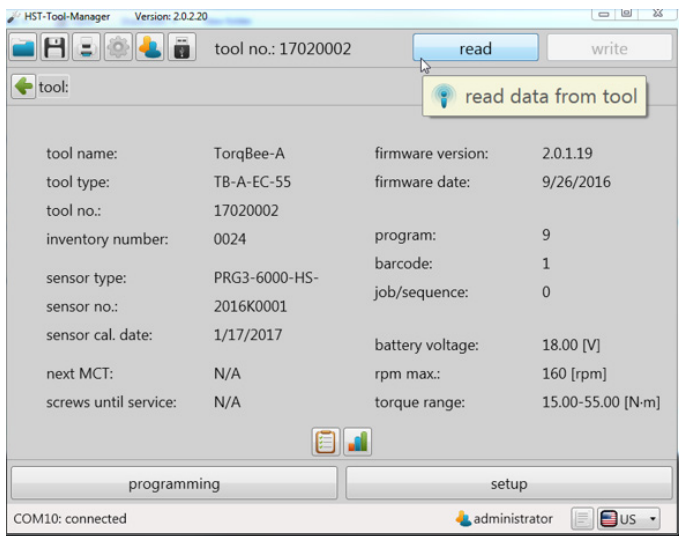 HST-Tool-Manager Version: 2.0.2.20
tool no.: 17020002 read write
tool:
read data from tool
tool name: TorqBee-A firmware version: 2.0.1.19
tool type: TB-A-EC-55 firmware date: 9/26/2016
tool no.: 17020002
inventory number: 0024 program: 9
barcode: 1
sensor type: PRG3-6000-HS-
job/sequence: 0
sensor no.: 2016K0001
sensor cal. date: 1/17/2017
battery voltage: 18.00 [V]
next MCT: N/A rpm max.: 160 [rpm]
screws until service: N/A torque range: 15.00-55.00 [N·m]
programming setup
COM10: connected administrator US